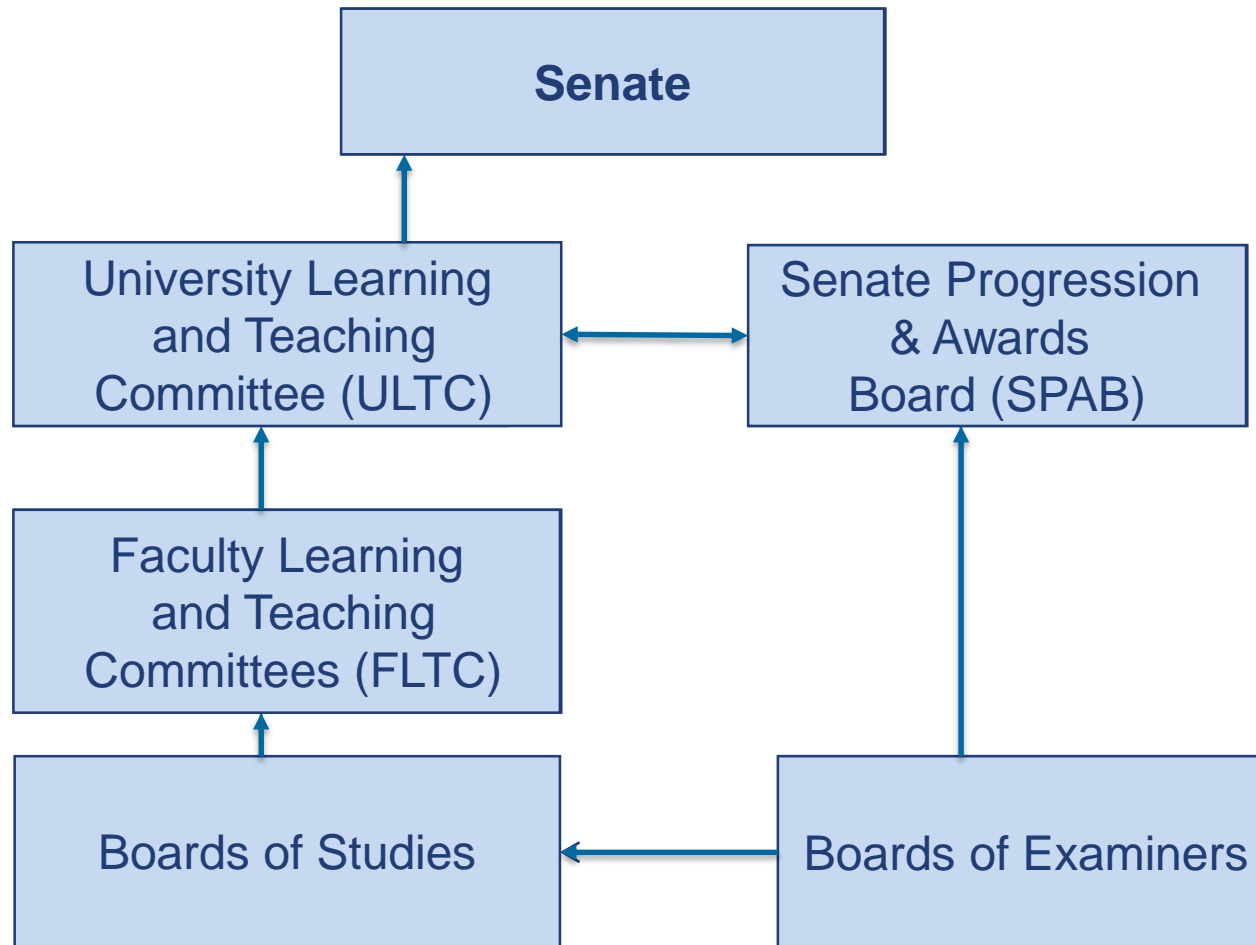 Senate
University Learning
and Teaching
Committee (ULTC)
Senate Progression
& Awards
Board (SPAB)
Faculty Learning
and Teaching
Committees (FLTC)
Boards of Studies
Boards of Examiners